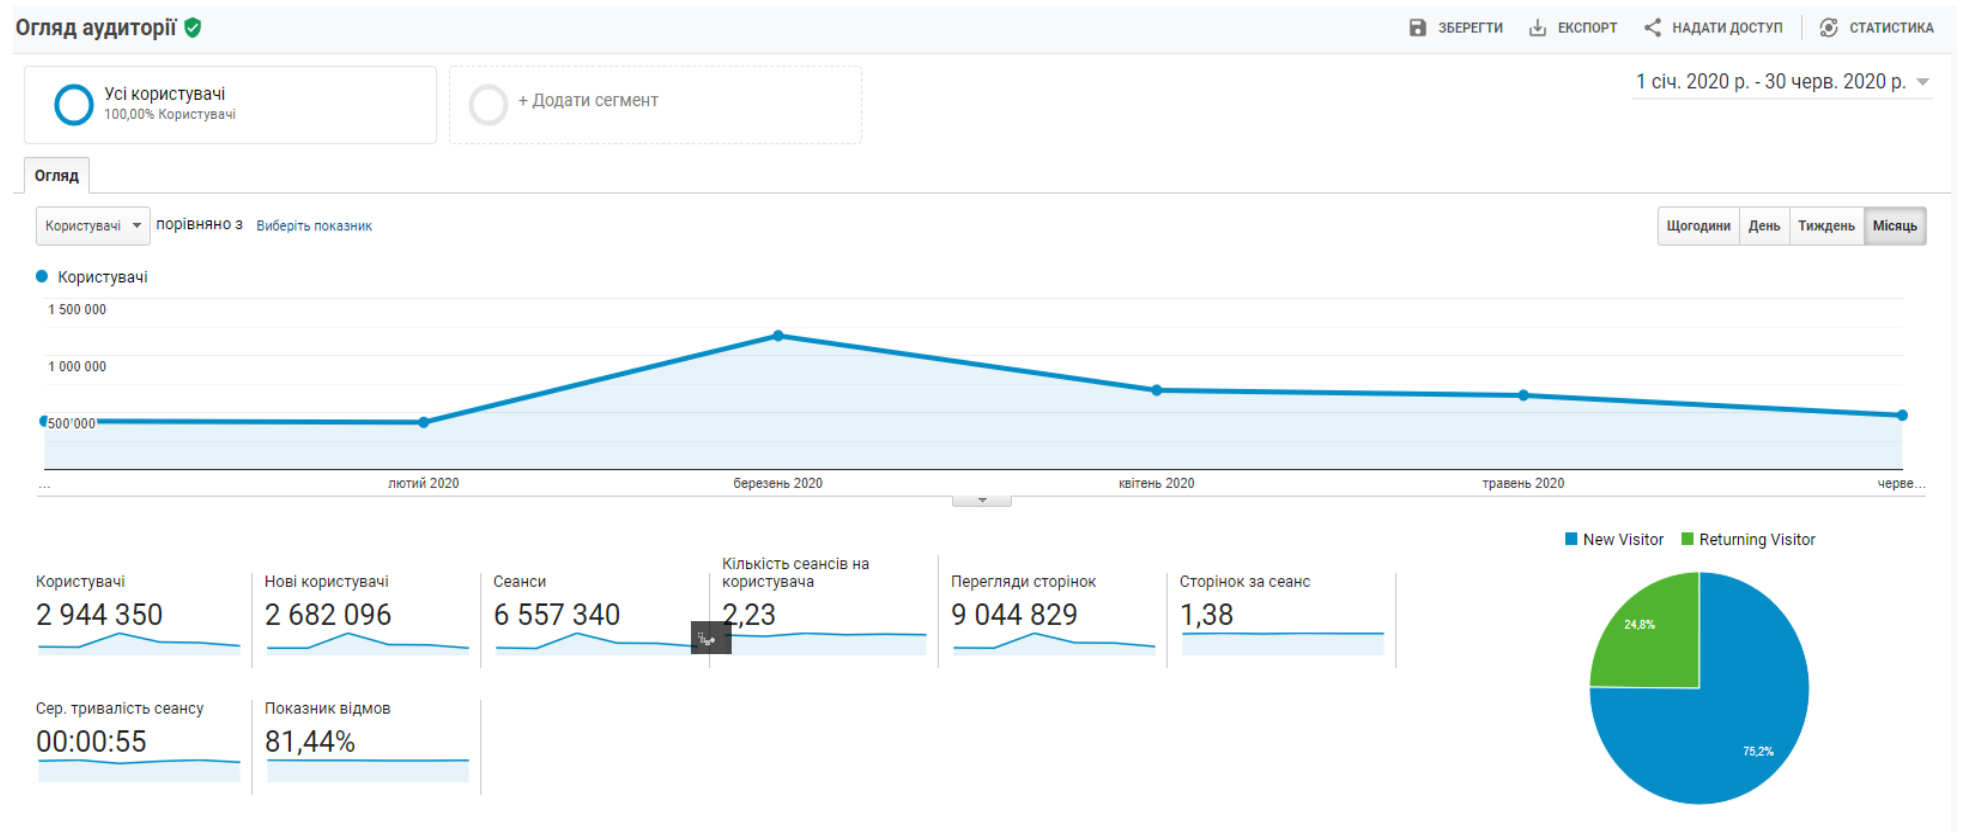 Огляд аудиторії
ЗБЕРЕГТИ
ЕКСПОРТ
НАДАТИ ДОСТУП
СТАТИСТИКА
Усі користувачі
100,00% Користувачі
+ Додати сегмент
1 січ. 2020 р. - 30 черв. 2020 р.
Огляд
Користувачі порівняно з Виберіть показник
Щогодини День Тиждень Місяць
Користувачі
1 500 000
1 000 000
500 000
... лютий 2020 березень 2020 квітень 2020 травень 2020 черве...
New Visitor Returning Visitor
Користувачі
2 944 350
Нові користувачі
2 682 096
Сеанси
6 557 340
Кількість сеансів на
користувача
2,23
Перегляди сторінок
9 044 829
Сторінок за сеанс
1,38
Сер. тривалість сеансу
00:00:55
Показник відмов
81,44%
24,8%
75,2%